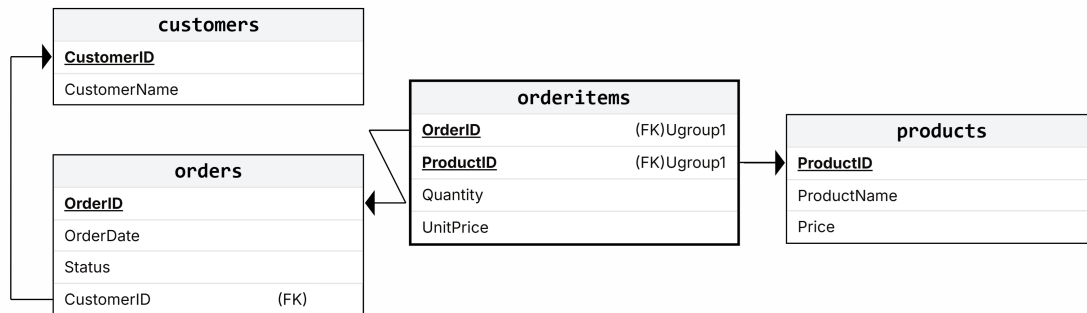 customers
CustomerID
CustomerName
orders
OrderID
OrderDate
Status
CustomerID (FK)
orderitems
OrderID (FK)Ugroup1
ProductID (FK)Ugroup1
Quantity
UnitPrice
products
ProductID
ProductName
Price